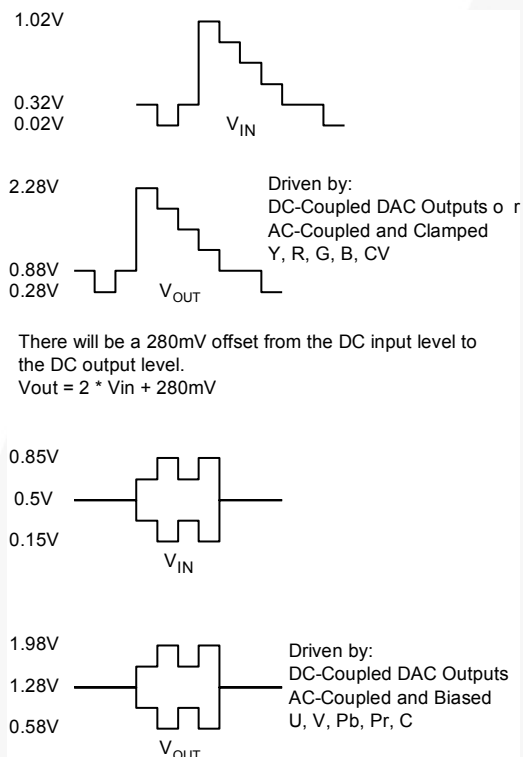 1.02V
0.32V
0.02V
VIN
2.28V
0.88V
0.28V
VOUT
Driven by:
DC-Coupled DAC Outputs o r
AC-Coupled and Clamped
Y, R, G, B, CV
There will be a 280mV offset from the DC input level to
the DC output level.
Vout = 2 * Vin + 280mV
0.85V
0.5V
0.15V
VIN
1.98V
1.28V
0.58V
VOUT
Driven by:
DC-Coupled DAC Outputs
AC-Coupled and Biased
U, V, Pb, Pr, C